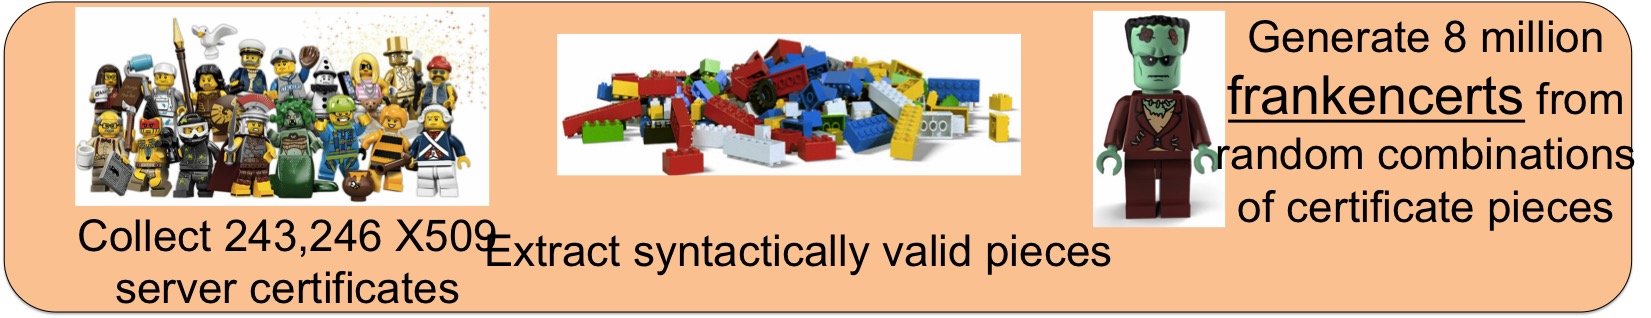 Collect 243,246 X509
server certificates
Extract syntactically valid pieces
Generate 8 million
frankencerts from
random combinations
of certificate pieces